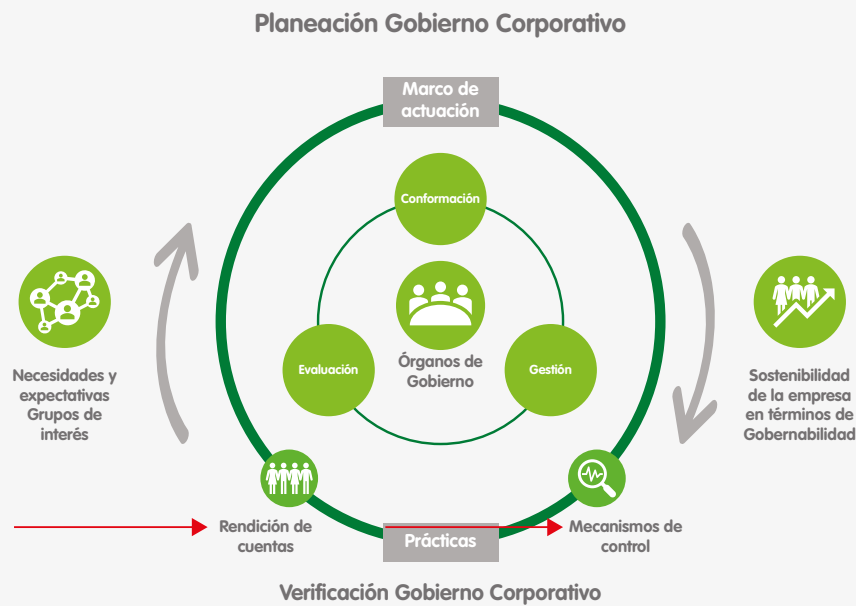 Planeación Gobierno Corporativo
Marco de
actuación
Conformación
Evaluación
Órganos de
Gobierno
Gestión
Necesidades y
expectativas
Grupos de
interés
Sostenibilidad
de la empresa
en términos de
Gobernabilidad
Rendición de
cuentas
Prácticas
Mecanismos de
control
Verificación Gobierno Corporativo